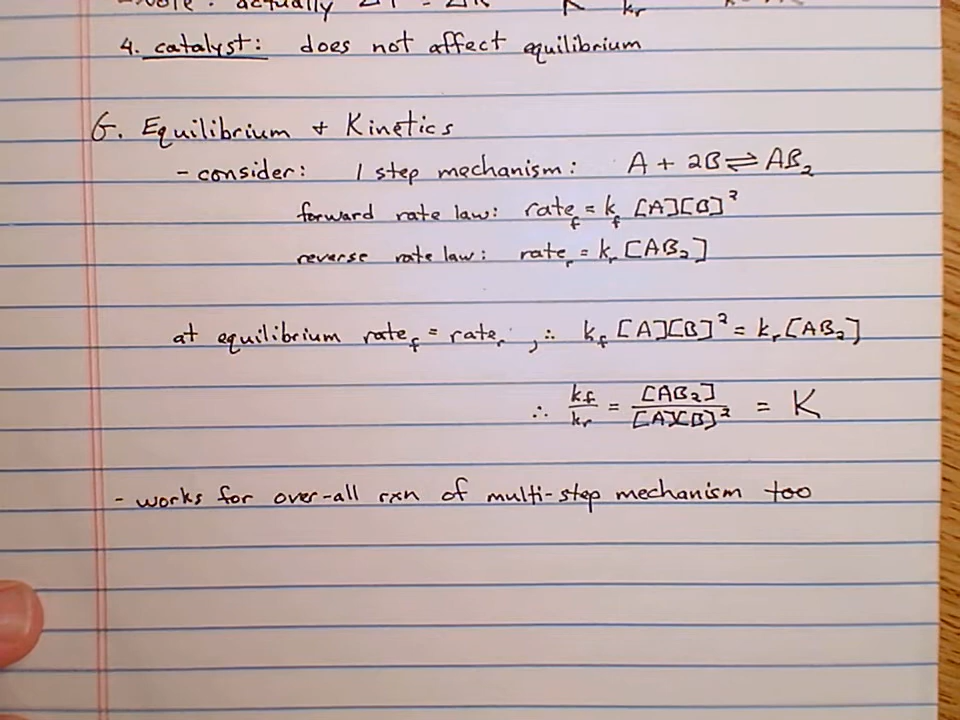 actually
4. catalyst: does not affect equilibrium
G. Equilibrium + Kinetics
- consider: 1 step mechanism: A + 2B ⇌ AB₂
forward rate law: rate_f = k_f [A][B]²
reverse rate law: rate_r = k_r [AB₂]
at equilibrium rate_f = rate_r ; ∴ k_f [A][B]² = k_r [AB₂]
∴ k_f/k_r = [AB₂]/[A][B]² = K
- works for over-all rxn of multi-step mechanism too